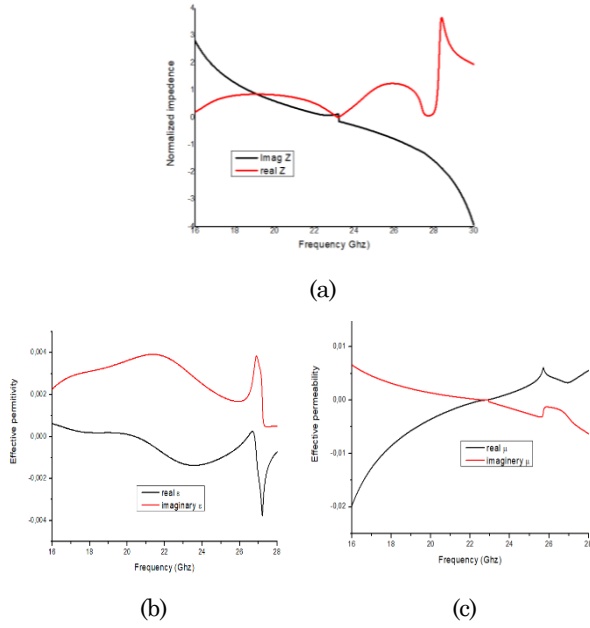 4
3
2
1
0
-1
-2
-3
-4
Normalized impedence
Imag Z
real Z
16 18 20 22 24 26 28 30
Frequency Ghz)
(a)
0,004
0,002
0,000
-0,002
-0,004
Effective permitivity
real ε
imaginary ε
16 18 20 22 24 26 28
Frequency (Ghz)
(b)
0,01
0,00
-0,01
-0,02
Effective permeability
real μ
imaginery μ
16 18 20 22 24 26 28
Frequency (Ghz)
(c)